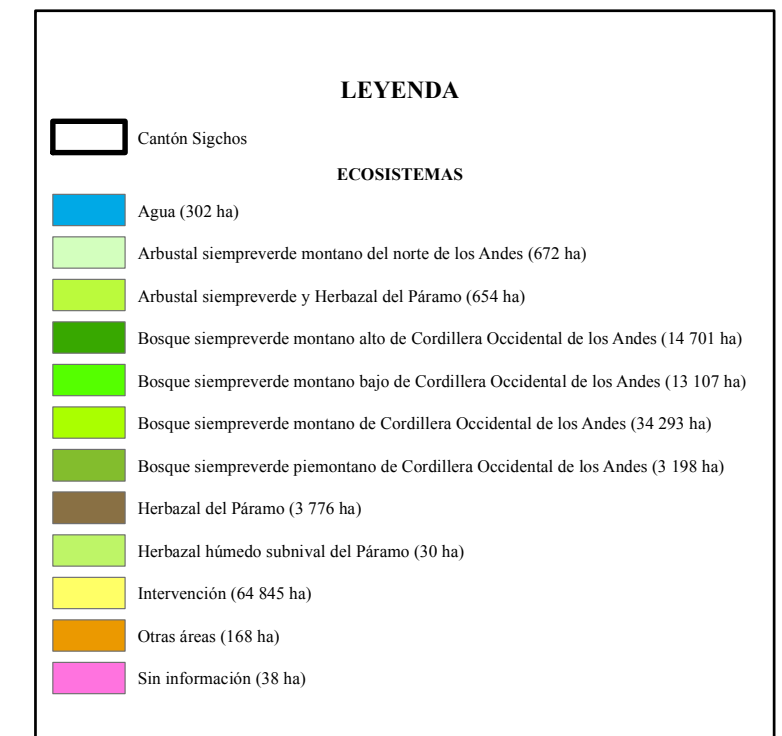 LEYENDA
Cantón Sigchos
ECOSISTEMAS
Agua (302 ha)
Arbustal siempreverde montano del norte de los Andes (672 ha)
Arbustal siempreverde y Herbazal del Páramo (654 ha)
Bosque siempreverde montano alto de Cordillera Occidental de los Andes (14 701 ha)
Bosque siempreverde montano bajo de Cordillera Occidental de los Andes (13 107 ha)
Bosque siempreverde montano de Cordillera Occidental de los Andes (34 293 ha)
Bosque siempreverde piemontano de Cordillera Occidental de los Andes (3 198 ha)
Herbazal del Páramo (3 776 ha)
Herbazal húmedo subnival del Páramo (30 ha)
Intervención (64 845 ha)
Otras áreas (168 ha)
Sin información (38 ha)